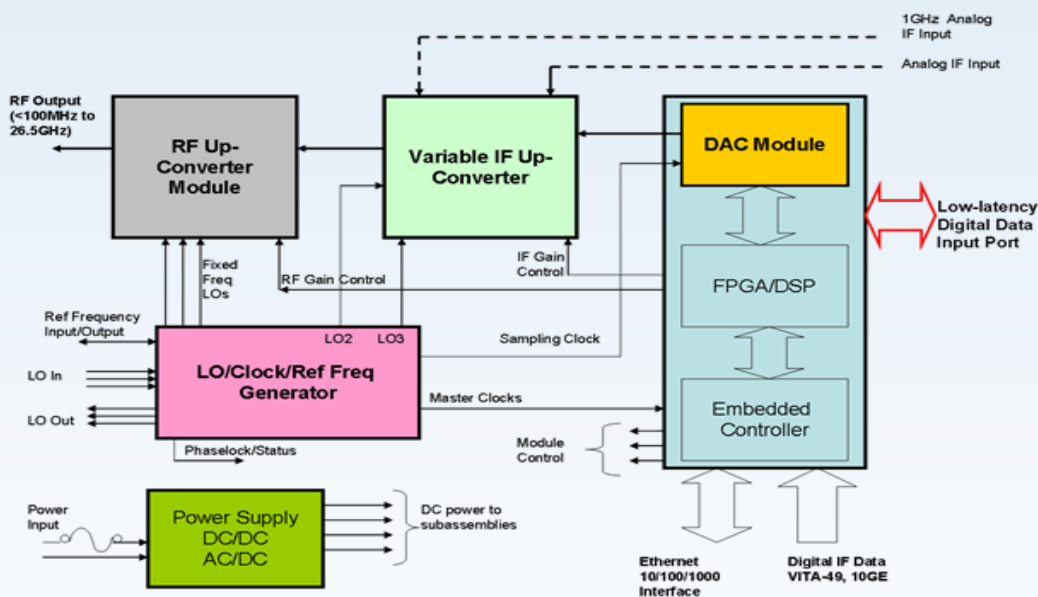 1GHz Analog
IF Input
Analog IF Input
RF Output
(<100MHz to
26.5GHz)
RF Up-
Converter
Module
Variable IF Up-
Converter
DAC Module
Low-latency
Digital Data
Input Port
Fixed
Freq
LOs
RF Gain Control
IF Gain
Control
FPGA/DSP
Ref Frequency
Input/Output
LO2
LO3
Sampling Clock
LO In
LO/Clock/Ref Freq
Generator
LO Out
Master Clocks
Embedded
Controller
Phaselock/Status
Module
Control
Power
Input
Power Supply
DC/DC
AC/DC
DC power to
subassemblies
Ethernet
10/100/1000
Interface
Digital IF Data
VITA-49, 10GE